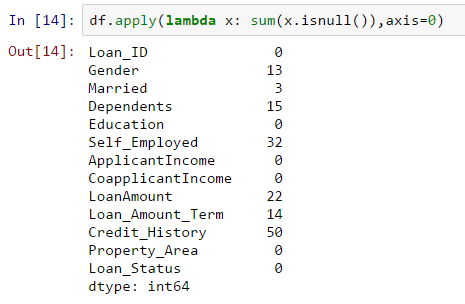 In [14]: df.apply(lambda x: sum(x.isnull()),axis=0)
Out[14]: Loan_ID 0
Gender 13
Married 3
Dependents 15
Education 0
Self_Employed 32
ApplicantIncome 0
CoapplicantIncome 0
LoanAmount 22
Loan_Amount_Term 14
Credit_History 50
Property_Area 0
Loan_Status 0
dtype: int64